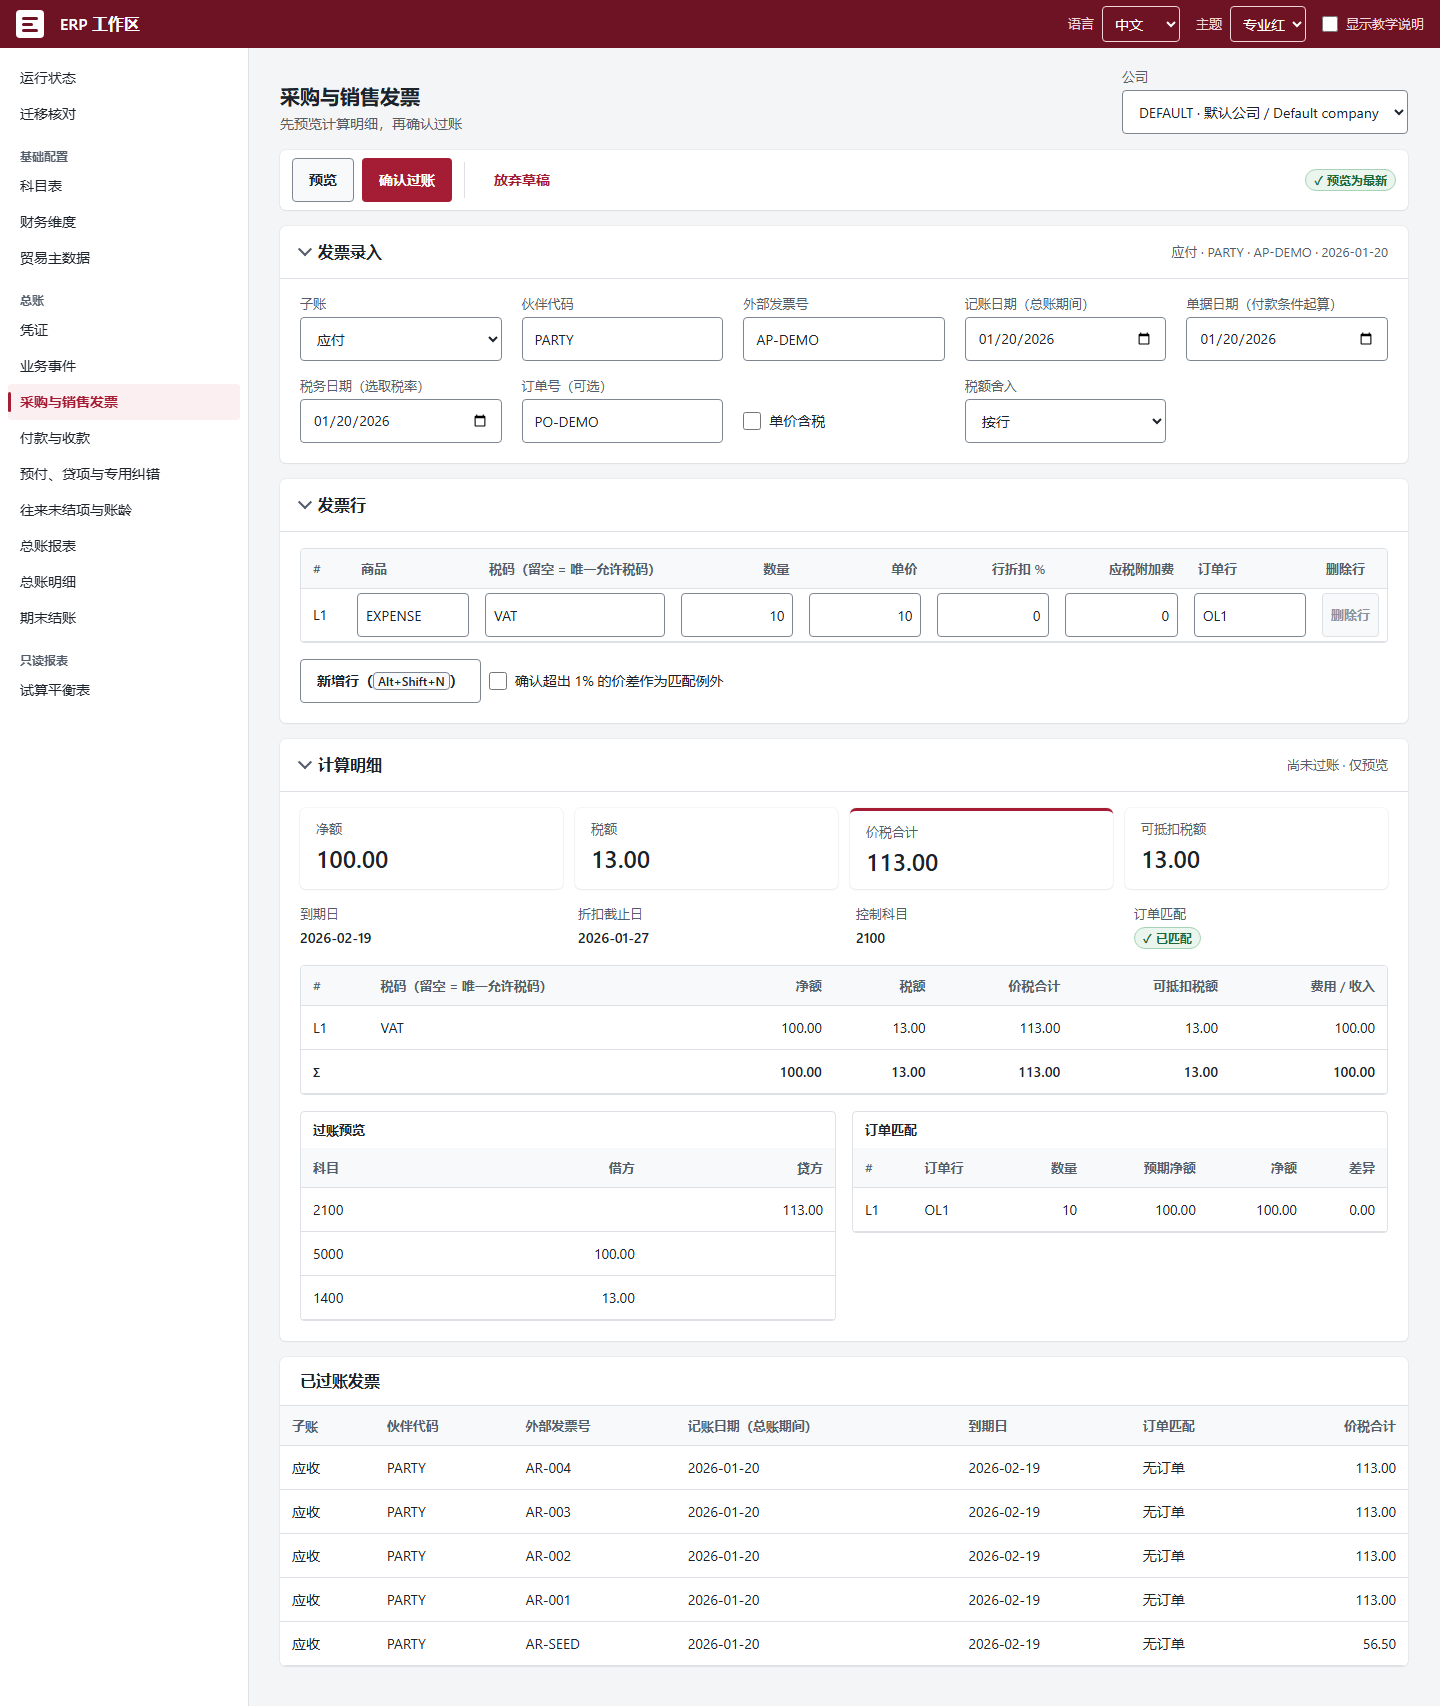 ERP 工作区
语言 中文 主题 专业红 显示教学说明
运行状态
迁移核对
基础配置
科目表
财务维度
贸易主数据
总账
凭证
业务事件
采购与销售发票
付款与收款
预付、贷项与专用纠错
往来未结项与账龄
总账报表
总账明细
期末结账
只读报表
试算平衡表
采购与销售发票
先预览计算明细，再确认过账
公司
DEFAULT · 默认公司 / Default company
预览 确认过账 放弃草稿 ✓ 预览为最新
发票录入 应付 · PARTY · AP-DEMO · 2026-01-20
子账 伙伴代码 外部发票号 记账日期（总账期间） 单据日期（付款条件起算）
应付 PARTY AP-DEMO 01/20/2026 01/20/2026
税务日期（选取税率） 订单号（可选） 税额舍入
01/20/2026 PO-DEMO 单价含税 按行
发票行
# 商品 税码（留空 = 唯一允许税码） 数量 单价 行折扣 % 应税附加费 订单行 删除行
L1 EXPENSE VAT 10 10 0 0 OL1 删除行
新增行（Alt+Shift+N） 确认超出 1% 的价差作为匹配例外
计算明细 尚未过账 · 仅预览
净额 税额 价税合计 可抵扣税额
100.00 13.00 113.00 13.00
到期日 折扣截止日 控制科目 订单匹配
2026-02-19 2026-01-27 2100 ✓ 已匹配
# 税码（留空 = 唯一允许税码） 净额 税额 价税合计 可抵扣税额 费用 / 收入
L1 VAT 100.00 13.00 113.00 13.00 100.00
Σ 100.00 13.00 113.00 13.00 100.00
过账预览
科目 借方 贷方
2100 113.00
5000 100.00
1400 13.00
订单匹配
# 订单行 数量 预期净额 净额 差异
L1 OL1 10 100.00 100.00 0.00
已过账发票
子账 伙伴代码 外部发票号 记账日期（总账期间） 到期日 订单匹配 价税合计
应收 PARTY AR-004 2026-01-20 2026-02-19 无订单 113.00
应收 PARTY AR-003 2026-01-20 2026-02-19 无订单 113.00
应收 PARTY AR-002 2026-01-20 2026-02-19 无订单 113.00
应收 PARTY AR-001 2026-01-20 2026-02-19 无订单 113.00
应收 PARTY AR-SEED 2026-01-20 2026-02-19 无订单 56.50